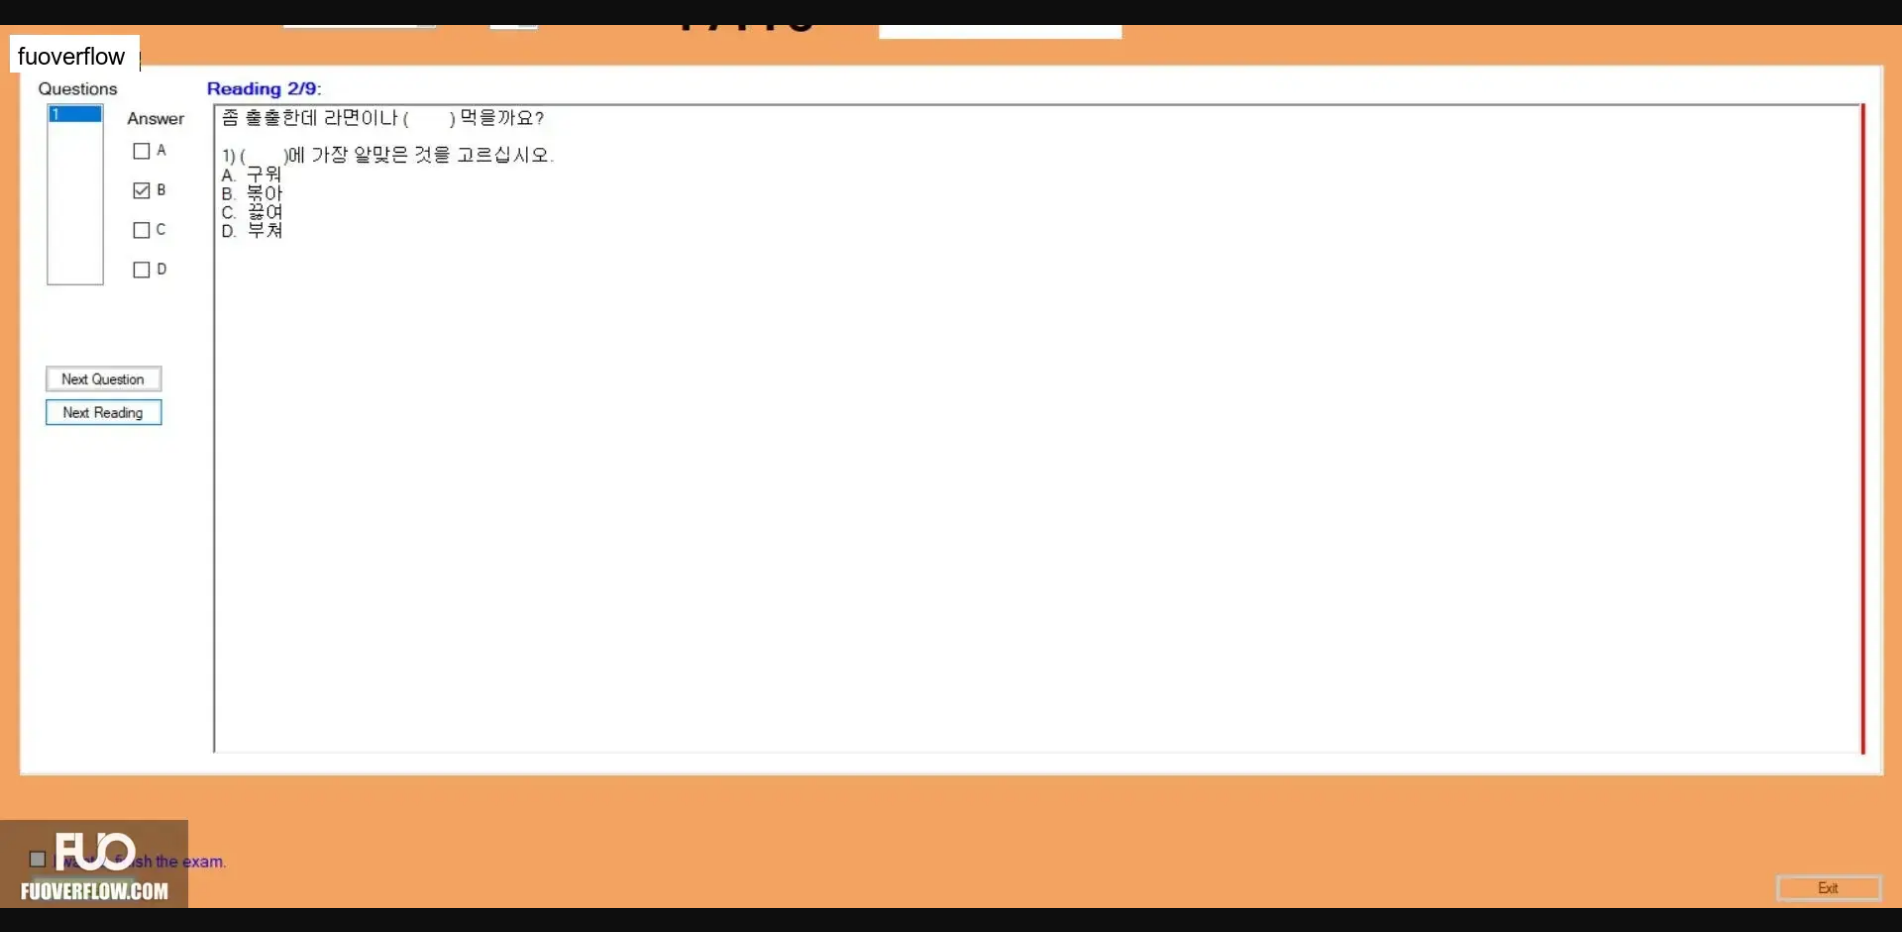 fuoverflow
Questions
Reading 2/9:
1
Answer
A
B
C
D
좀 출출한데 라면이나 (      ) 먹을까요?
1) (      )에 가장 알맞은 것을 고르십시오.
A. 구워
B. 볶아
C. 끓여
D. 부쳐
Next Question
Next Reading
FUO
finish the exam.
FUOVERFLOW.COM
Exit